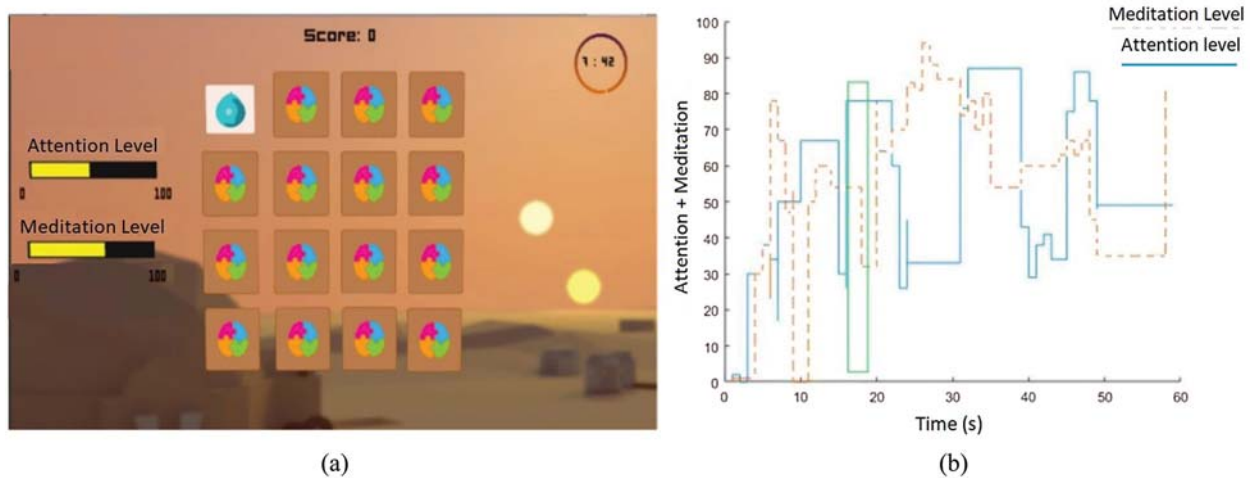 Score: 0
7 : 42
Attention Level
0 100
Meditation Level
0 100
(a)
Meditation Level
Attention level
Attention + Meditation
100
90
80
70
60
50
40
30
20
10
0
0 10 20 30 40 50 60
Time (s)
(b)